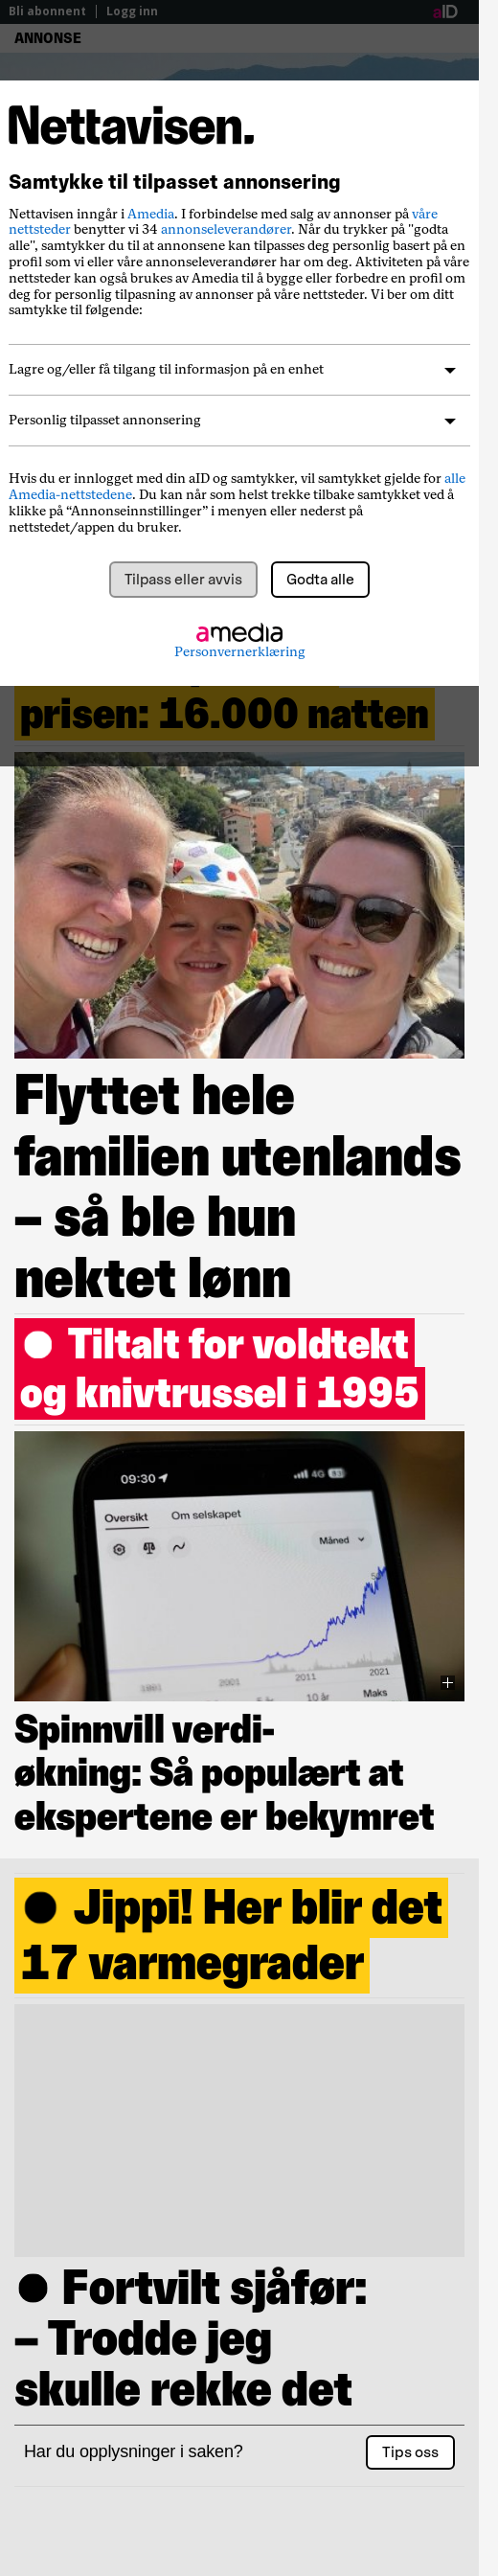 Bli abonnent | Logg inn
aID
ANNONSE
Nettavisen.
Samtykke til tilpasset annonsering
Nettavisen inngår i Amedia. I forbindelse med salg av annonser på våre
nettsteder benytter vi 34 annonseleverandører. Når du trykker på "godta
alle", samtykker du til at annonsene kan tilpasses deg personlig basert på en
profil som vi eller våre annonseleverandører har om deg. Aktiviteten på våre
nettsteder kan også brukes av Amedia til å bygge eller forbedre en profil om
deg for personlig tilpasning av annonser på våre nettsteder. Vi ber om ditt
samtykke til følgende:
Lagre og/eller få tilgang til informasjon på en enhet
Personlig tilpasset annonsering
Hvis du er innlogget med din aID og samtykker, vil samtykket gjelde for alle
Amedia-nettstedene. Du kan når som helst trekke tilbake samtykket ved å
klikke på “Annonseinnstillinger” i menyen eller nederst på
nettstedet/appen du bruker.
Tilpass eller avvis
Godta alle
amedia
Personvernerklæring
prisen: 16.000 natten
Flyttet hele
familien utenlands
– så ble hun
nektet lønn
Tiltalt for voldtekt
og knivtrussel i 1995
09:30
4G
Oversikt
Om selskapet
Måned
1991
2001
2011
2021
5 år
10 år
Maks
Spinnvill verdi-
økning: Så populært at
ekspertene er bekymret
Jippi! Her blir det
17 varmegrader
Fortvilt sjåfør:
– Trodde jeg
skulle rekke det
Har du opplysninger i saken?
Tips oss